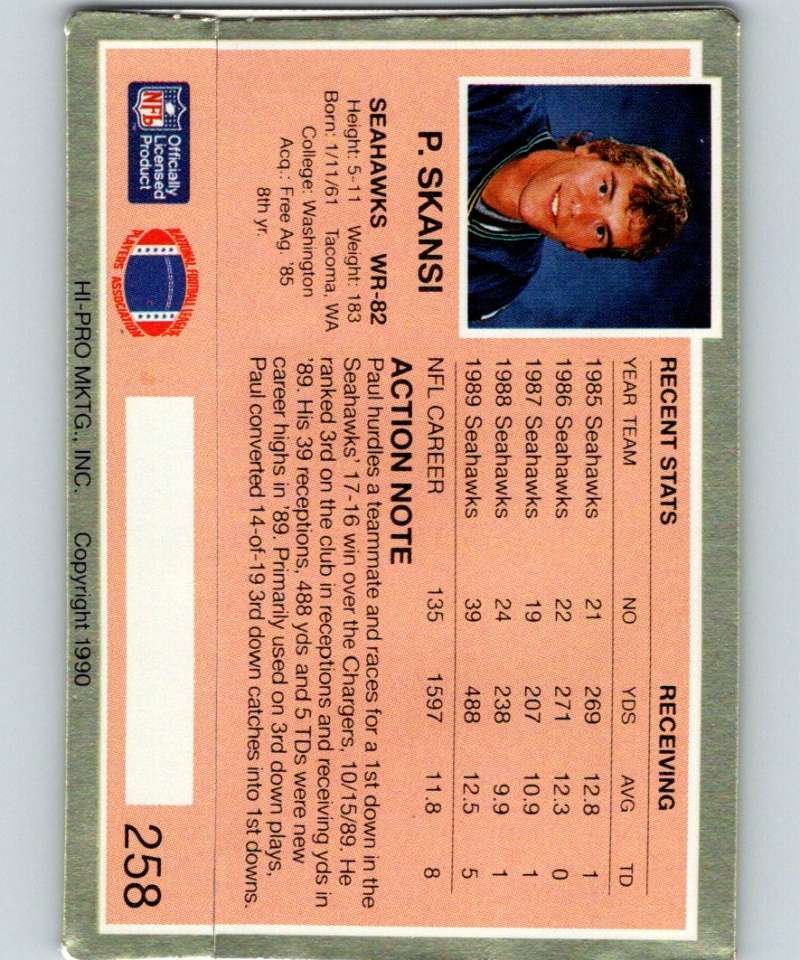 P. SKANSI
SEAHAWKS WR-82
Height: 5-11 Weight: 183
Born: 1/11/61 Tacoma, WA
College: Washington
Acq.: Free Ag. '85
8th yr.
RECENT STATS RECEIVING
YEAR TEAM NO YDS AVG TD
1985 Seahawks 21 269 12.8 1
1986 Seahawks 22 271 12.3 0
1987 Seahawks 19 207 10.9 1
1988 Seahawks 24 238 9.9 1
1989 Seahawks 39 488 12.5 5
NFL CAREER 135 1597 11.8 8
ACTION NOTE
Paul hurdles a teammate and races for a 1st down in the
Seahawks' 17-16 win over the Chargers, 10/15/89. He
ranked 3rd on the club in receptions and receiving yds in
'89. His 39 receptions, 488 yds and 5 TDs were new
career highs in '89. Primarily used on 3rd down plays,
Paul converted 14-of-19 3rd down catches into 1st downs.
NFL
Officially
Licensed
Product
NATIONAL FOOTBALL LEAGUE
PLAYERS ASSOCIATION
258
HI-PRO MKTG., INC. Copyright 1990